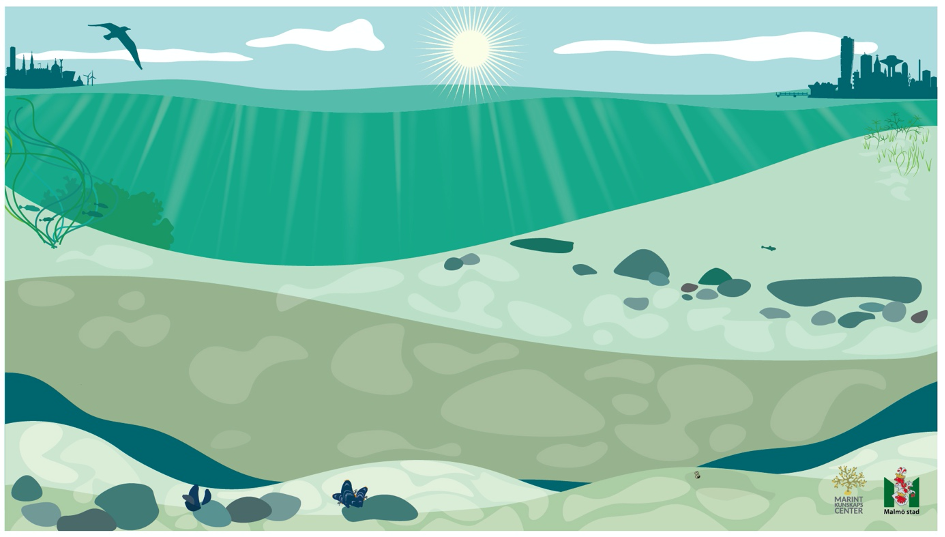 MARINT
KUNSKAPS
CENTER
Malmö stad